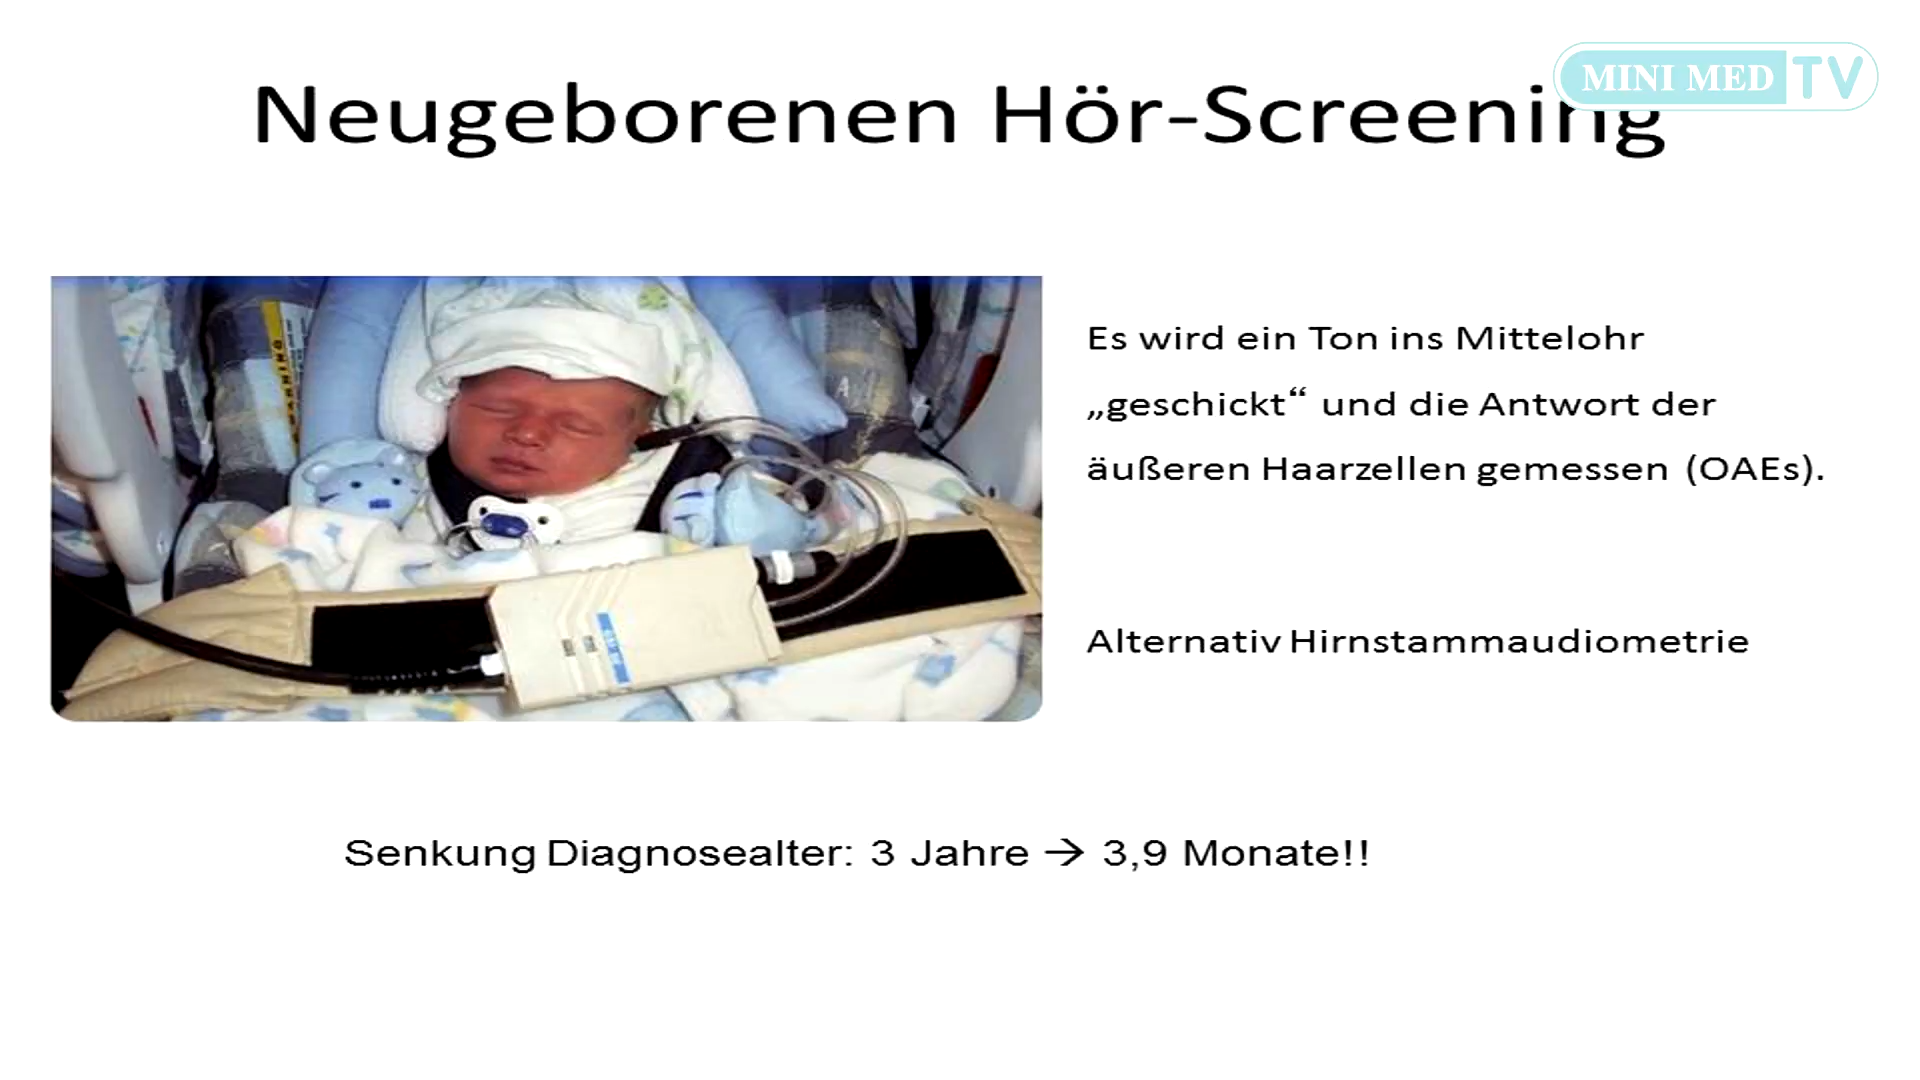 MINI MED TV
Neugeborenen Hör-Screening
WARNING
A
Es wird ein Ton ins Mittelohr
„geschickt“ und die Antwort der
äußeren Haarzellen gemessen (OAEs).
Alternativ Hirnstammaudiometrie
Senkung Diagnosealter: 3 Jahre → 3,9 Monate!!